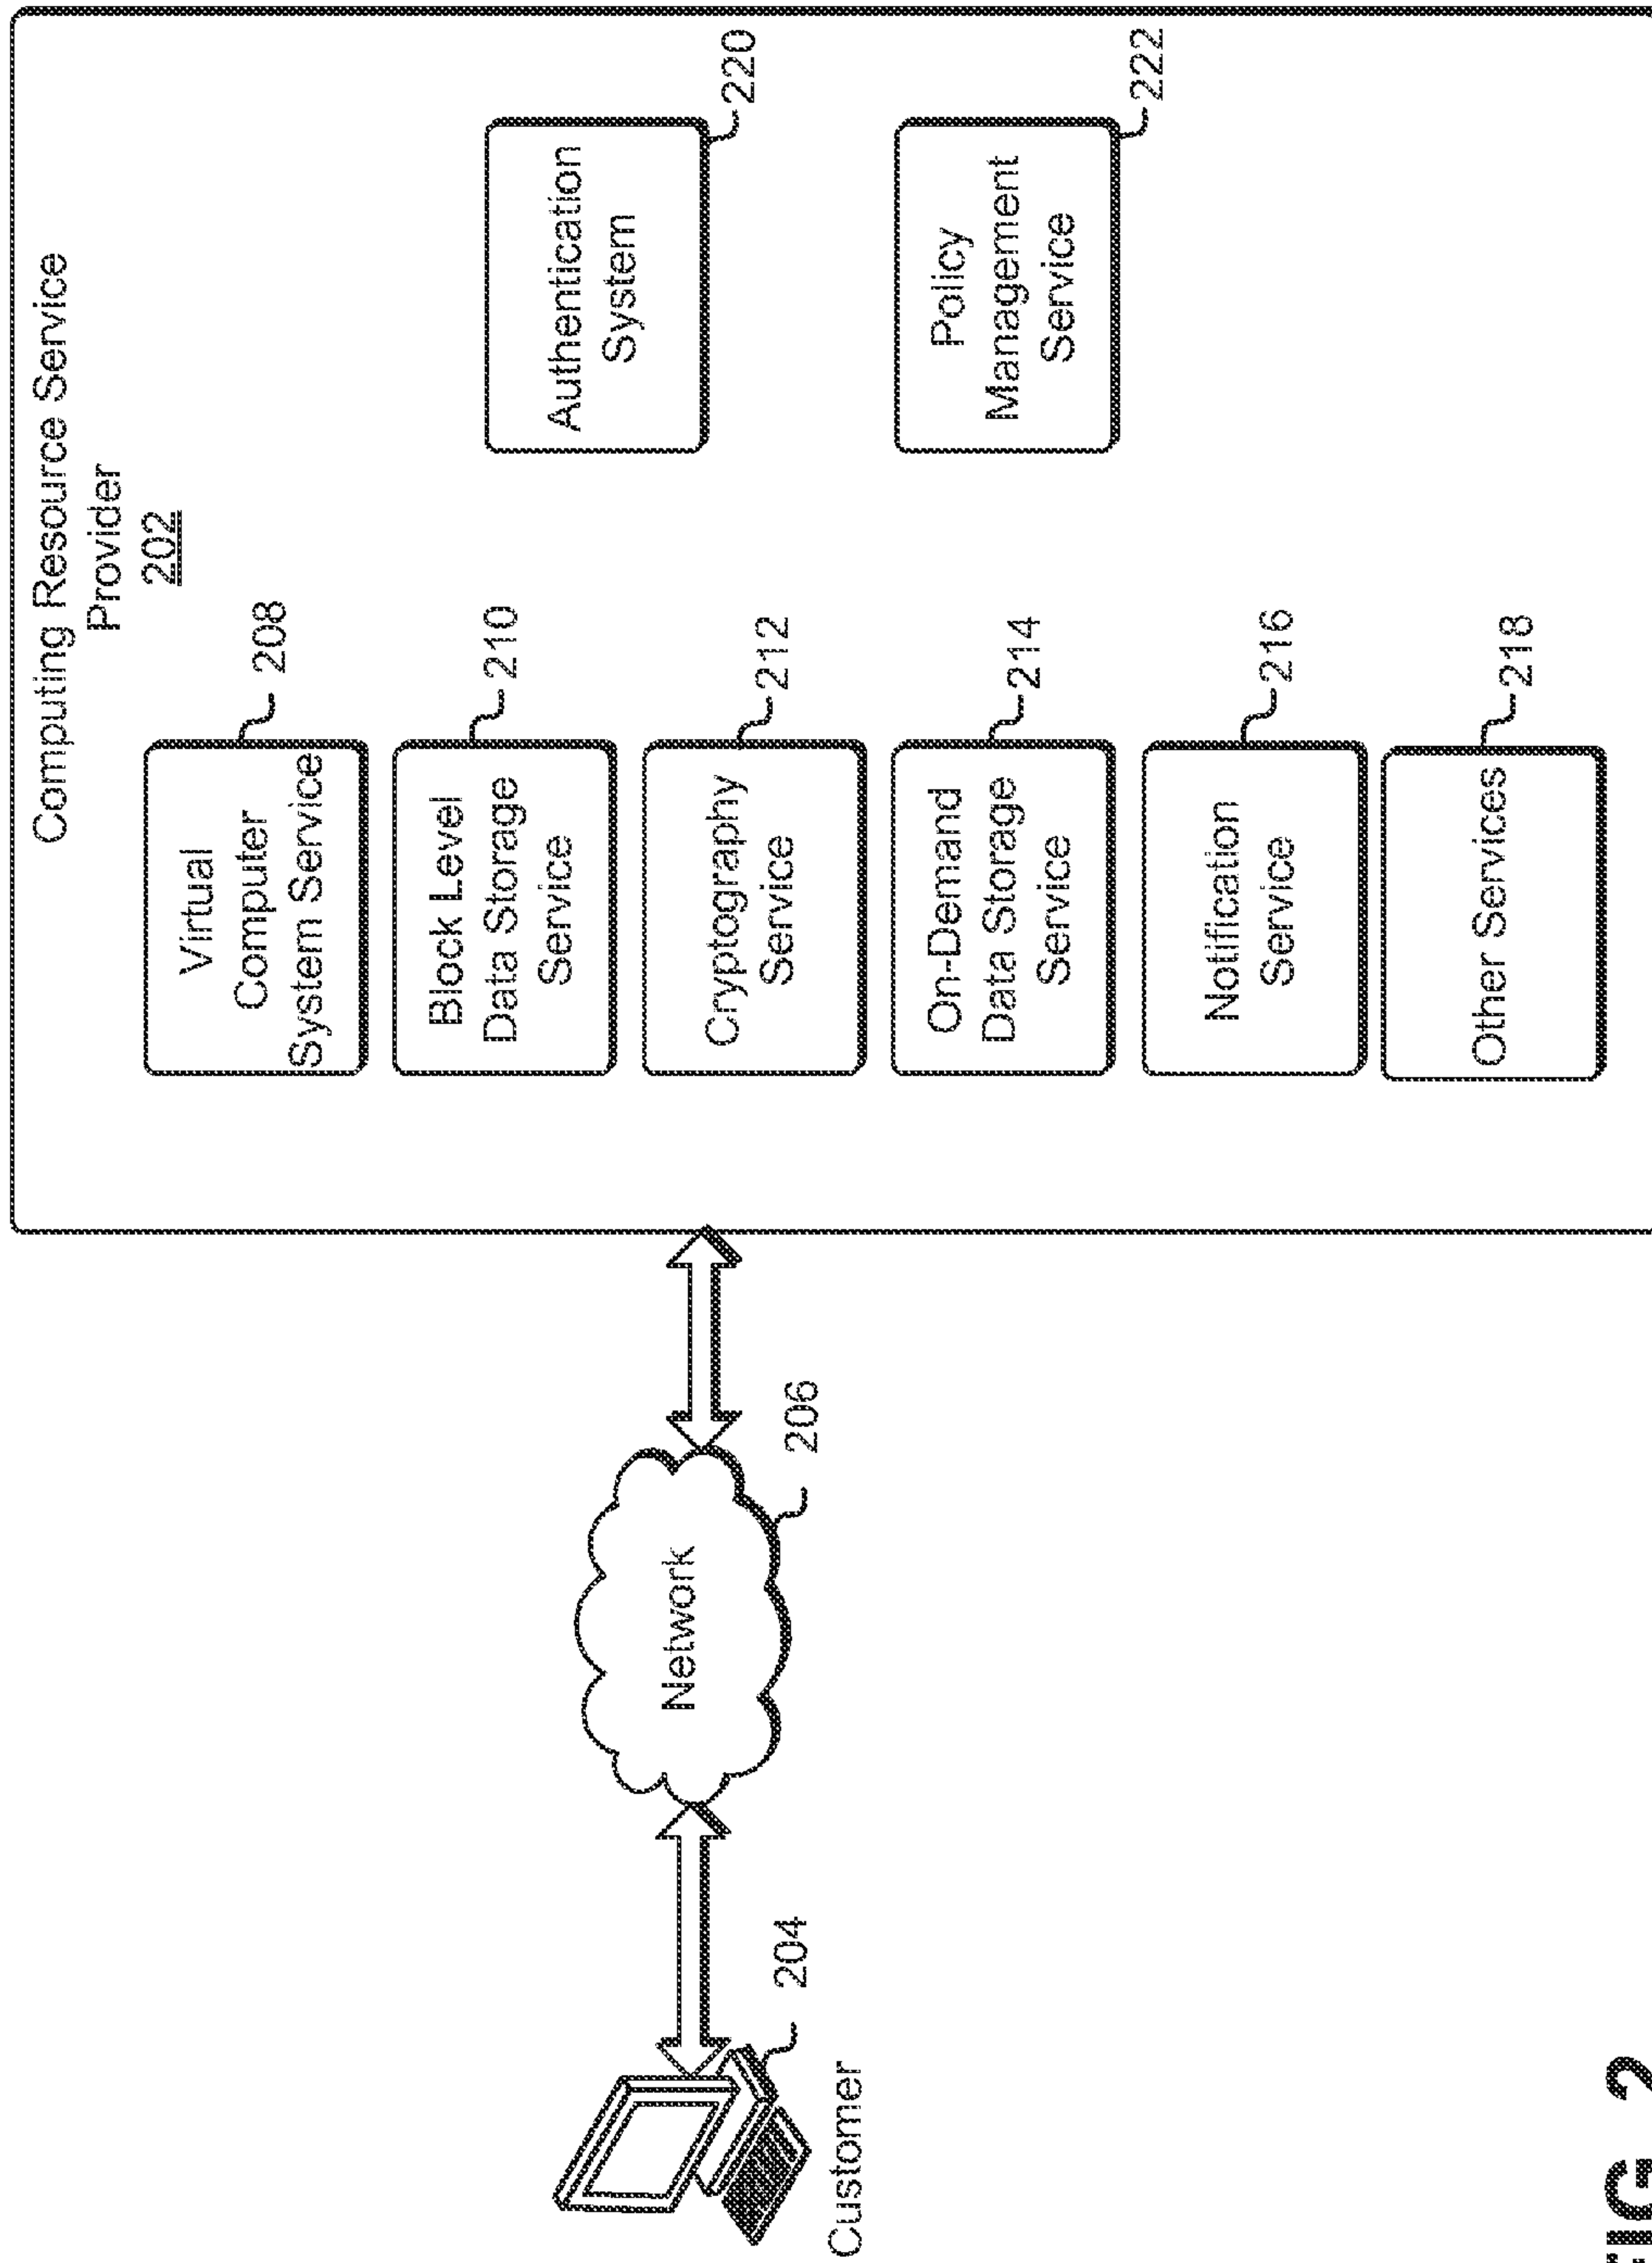 Computing Resource Service
Provider
202
Virtual
Computer
System Service
208
Block Level
Data Storage
Service
210
Cryptography
Service
212
On-Demand
Data Storage
Service
214
Notification
Service
216
Other Services
218
Authentication
System
220
Policy
Management
Service
222
Network
206
204
Customer
FIG. 2